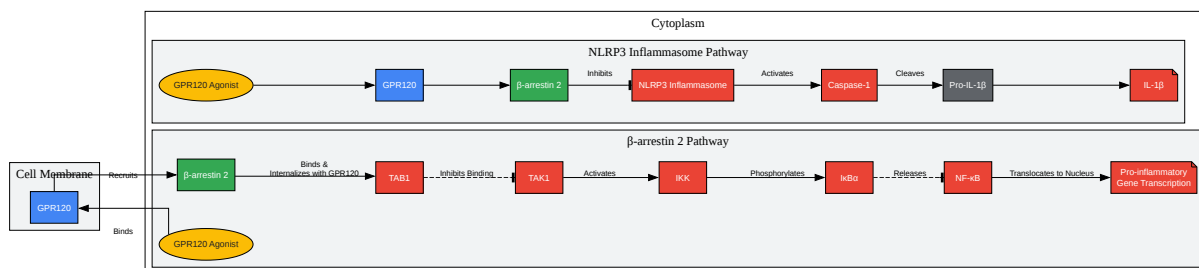 Cytoplasm
NLRP3 Inflammasome Pathway
GPR120 Agonist
GPR120
β-arrestin 2
Inhibits
NLRP3 Inflammasome
Activates
Caspase-1
Cleaves
Pro-IL-1β
IL-1β
β-arrestin 2 Pathway
Cell Membrane
GPR120
Recruits
Binds
β-arrestin 2
Binds &
Internalizes with GPR120
TAB1
Inhibits Binding
TAK1
Activates
IKK
Phosphorylates
IκBα
Releases
NF-κB
Translocates to Nucleus
Pro-inflammatory
Gene Transcription
GPR120 Agonist